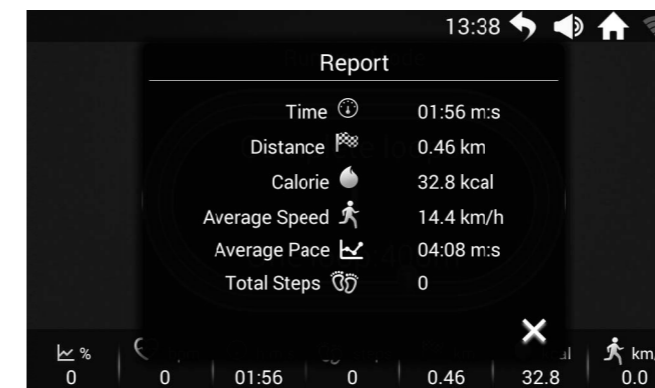 13:38
Report
Time 01:56 m:s
Distance 0.46 km
Calorie 32.8 kcal
Average Speed 14.4 km/h
Average Pace 04:08 m:s
Total Steps 0
% km/
0 0 01:56 0 0.46 32.8 0.0